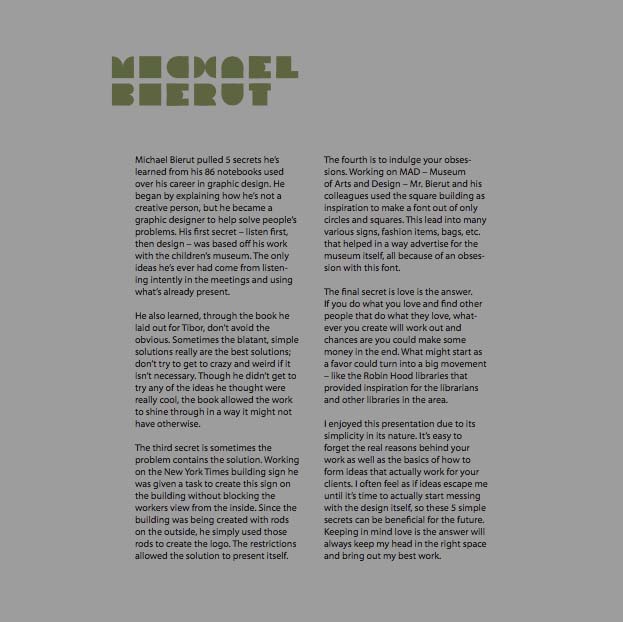 MICHAEL
BIERUT
Michael Bierut pulled 5 secrets he's
learned from his 86 notebooks used
over his career in graphic design. He
began by explaining how he's not a
creative person, but he became a
graphic designer to help solve people's
problems. His first secret – listen first,
then design – was based off his work
with the children's museum. The only
ideas he's ever had come from listen-
ing intently in the meetings and using
what's already present.
He also learned, through the book he
laid out for Tibor, don't avoid the
obvious. Sometimes the blatant, simple
solutions really are the best solutions;
don't try to get to crazy and weird if it
isn't necessary. Though he didn't get to
try any of the ideas he thought were
really cool, the book allowed the work
to shine through in a way it might not
have otherwise.
The third secret is sometimes the
problem contains the solution. Working
on the New York Times building sign he
was given a task to create this sign on
the building without blocking the
workers view from the inside. Since the
building was being created with rods
on the outside, he simply used those
rods to create the logo. The restrictions
allowed the solution to present itself.
The fourth is to indulge your obses-
sions. Working on MAD – Museum
of Arts and Design – Mr. Bierut and his
colleagues used the square building as
inspiration to make a font out of only
circles and squares. This lead into many
various signs, fashion items, bags, etc.
that helped in a way advertise for the
museum itself, all because of an obses-
sion with this font.
The final secret is love is the answer.
If you do what you love and find other
people that do what they love, what-
ever you create will work out and
chances are you could make some
money in the end. What might start as
a favor could turn into a big movement
– like the Robin Hood libraries that
provided inspiration for the librarians
and other libraries in the area.
I enjoyed this presentation due to its
simplicity in its nature. It's easy to
forget the real reasons behind your
work as well as the basics of how to
form ideas that actually work for your
clients. I often feel as if ideas escape me
until it's time to actually start messing
with the design itself, so these 5 simple
secrets can be beneficial for the future.
Keeping in mind love is the answer will
always keep my head in the right space
and bring out my best work.